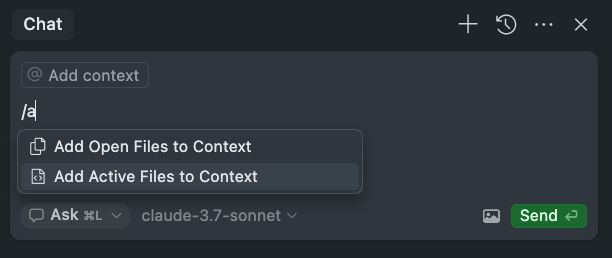 Chat
@ Add context
/a
Add Open Files to Context
Add Active Files to Context
Ask ⌘L claude-3.7-sonnet Send